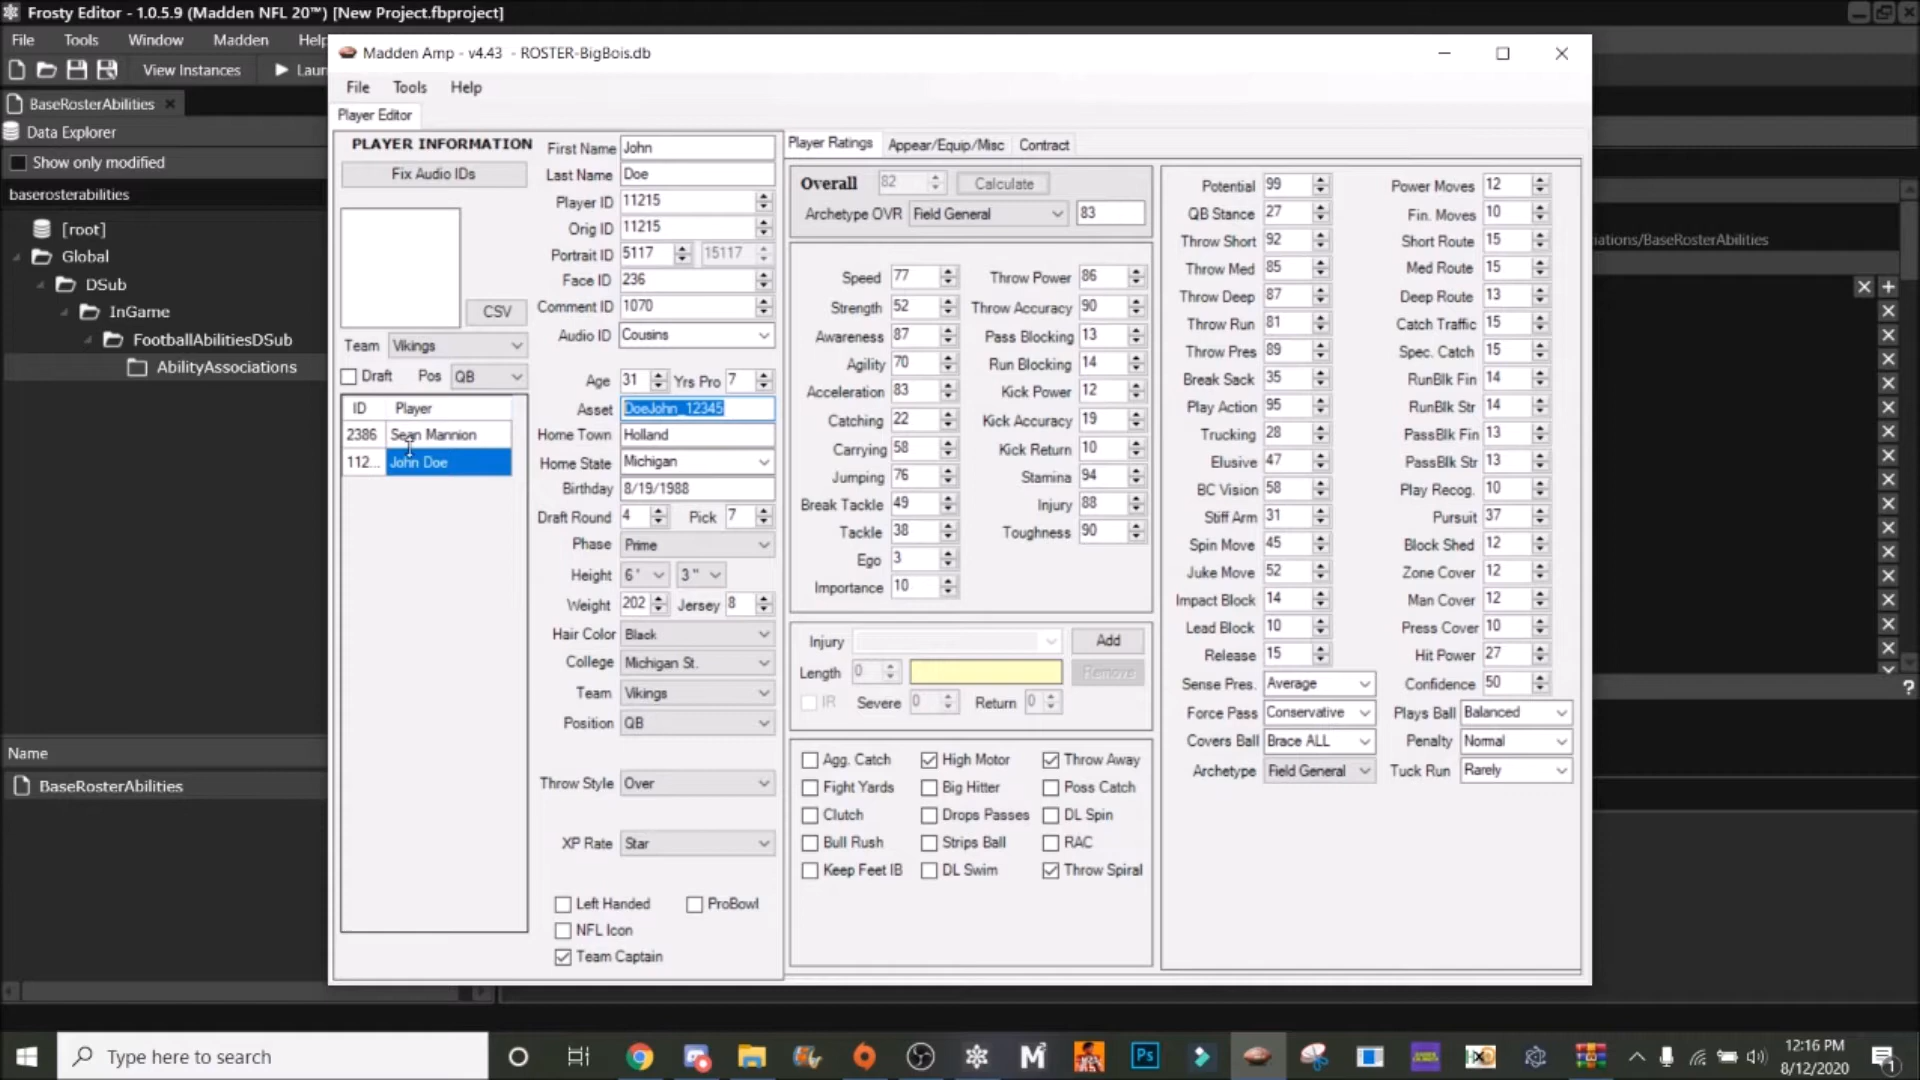 Frosty Editor - 1.0.5.9 (Madden NFL 20™) [New Project.fbproject]
File Tools Window Madden Help
View Instances Laun
BaseRosterAbilities
Data Explorer
Show only modified
baserosterabilities
[root]
Global
DSub
InGame
FootballAbilitiesDSub
AbilityAssociations
Name
BaseRosterAbilities
ations/BaseRosterAbilities
Madden Amp - v4.43 - ROSTER-BigBois.db
File Tools Help
Player Editor
PLAYER INFORMATION
Fix Audio IDs
CSV
Team Vikings
Draft Pos QB
ID Player
2386 Sean Mannion
112... John Doe
First Name John
Last Name Doe
Player ID 11215
Orig ID 11215
Portrait ID 5117 15117
Face ID 236
Comment ID 1070
Audio ID Cousins
Age 31 Yrs Pro 7
Asset DoeJohn_12345
Home Town Holland
Home State Michigan
Birthday 8/19/1988
Draft Round 4 Pick 7
Phase Prime
Height 6 ' 3 "
Weight 202 Jersey 8
Hair Color Black
College Michigan St.
Team Vikings
Position QB
Throw Style Over
XP Rate Star
Left Handed ProBowl
NFL Icon
Team Captain
Player Ratings Appear/Equip/Misc Contract
Overall 82 Calculate
Archetype OVR Field General 83
Speed 77 Throw Power 86
Strength 52 Throw Accuracy 90
Awareness 87 Pass Blocking 13
Agility 70 Run Blocking 14
Acceleration 83 Kick Power 12
Catching 22 Kick Accuracy 19
Carrying 58 Kick Return 10
Jumping 76 Stamina 94
Break Tackle 49 Injury 88
Tackle 38 Toughness 90
Ego 3
Importance 10
Injury Add
Length 0 Remove
IR Severe 0 Return 0
Agg. Catch High Motor Throw Away
Fight Yards Big Hitter Poss Catch
Clutch Drops Passes DL Spin
Bull Rush Strips Ball RAC
Keep Feet IB DL Swim Throw Spiral
Potential 99 Power Moves 12
QB Stance 27 Fin. Moves 10
Throw Short 92 Short Route 15
Throw Med 85 Med Route 15
Throw Deep 87 Deep Route 13
Throw Run 81 Catch Traffic 15
Throw Pres 89 Spec. Catch 15
Break Sack 35 RunBlk Fin 14
Play Action 95 RunBlk Str 14
Trucking 28 PassBlk Fin 13
Elusive 47 PassBlk Str 13
BC Vision 58 Play Recog. 10
Stiff Arm 31 Pursuit 37
Spin Move 45 Block Shed 12
Juke Move 52 Zone Cover 12
Impact Block 14 Man Cover 12
Lead Block 10 Press Cover 10
Release 15 Hit Power 27
Sense Pres. Average Confidence 50
Force Pass Conservative Plays Ball Balanced
Covers Ball Brace ALL Penalty Normal
Archetype Field General Tuck Run Rarely
Type here to search
Ps
12:16 PM
8/12/2020